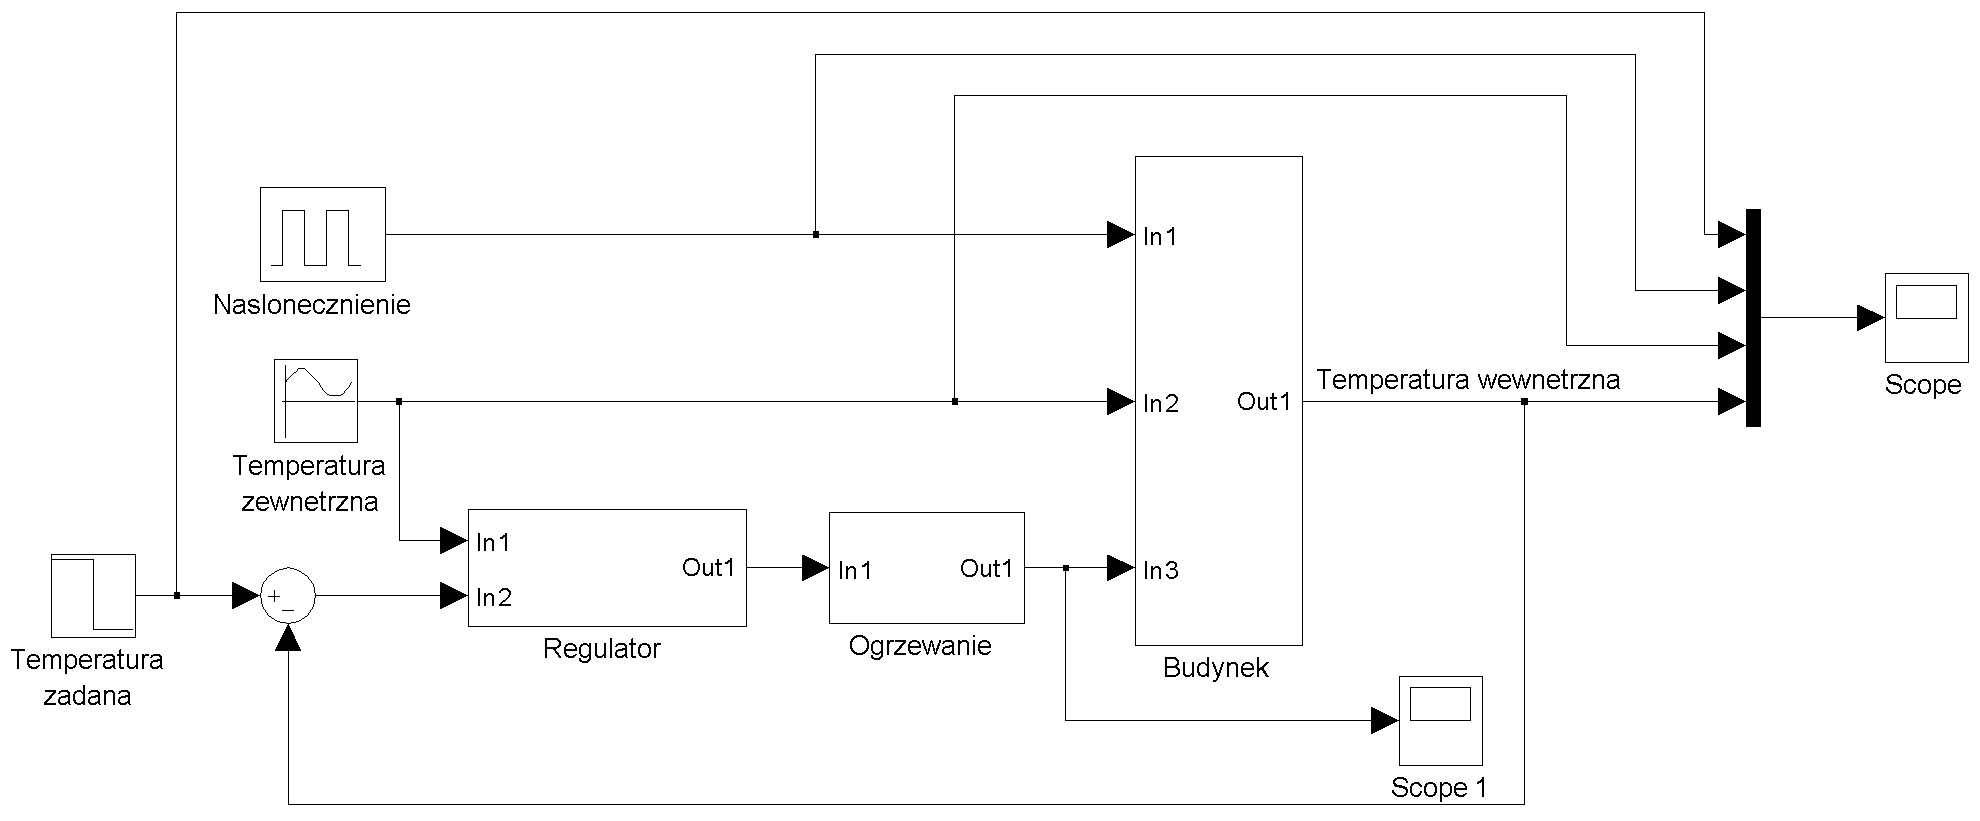 In1
Naslonecznienie
Temperatura wewnetrzna
Scope
In2
Out1
Temperatura
zewnetrzna
In1
Out1
In2
In1
Out1
In3
Regulator
Ogrzewanie
Budynek
+
−
Temperatura
zadana
Scope 1